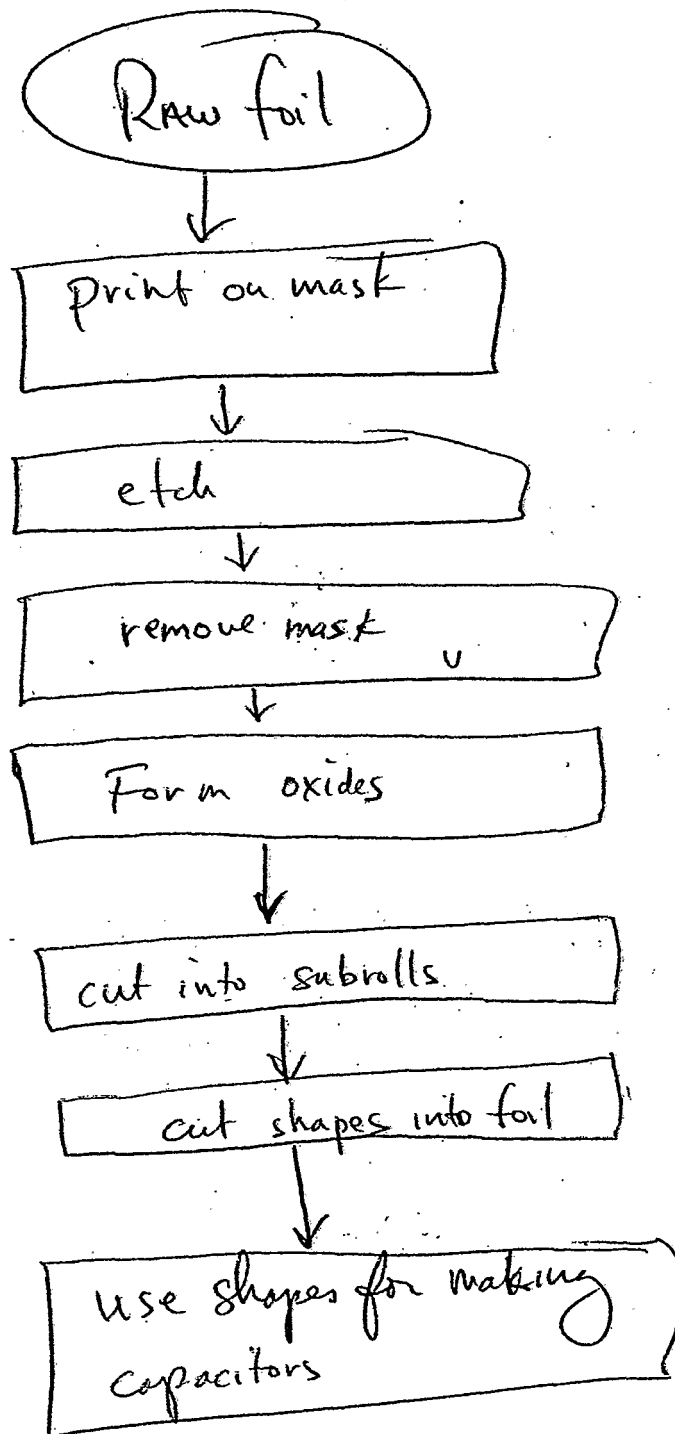 RAW foil
print on mask
etch
remove mask
Form oxides
cut into subrolls
cut shapes into foil
use shapes for making
capacitors